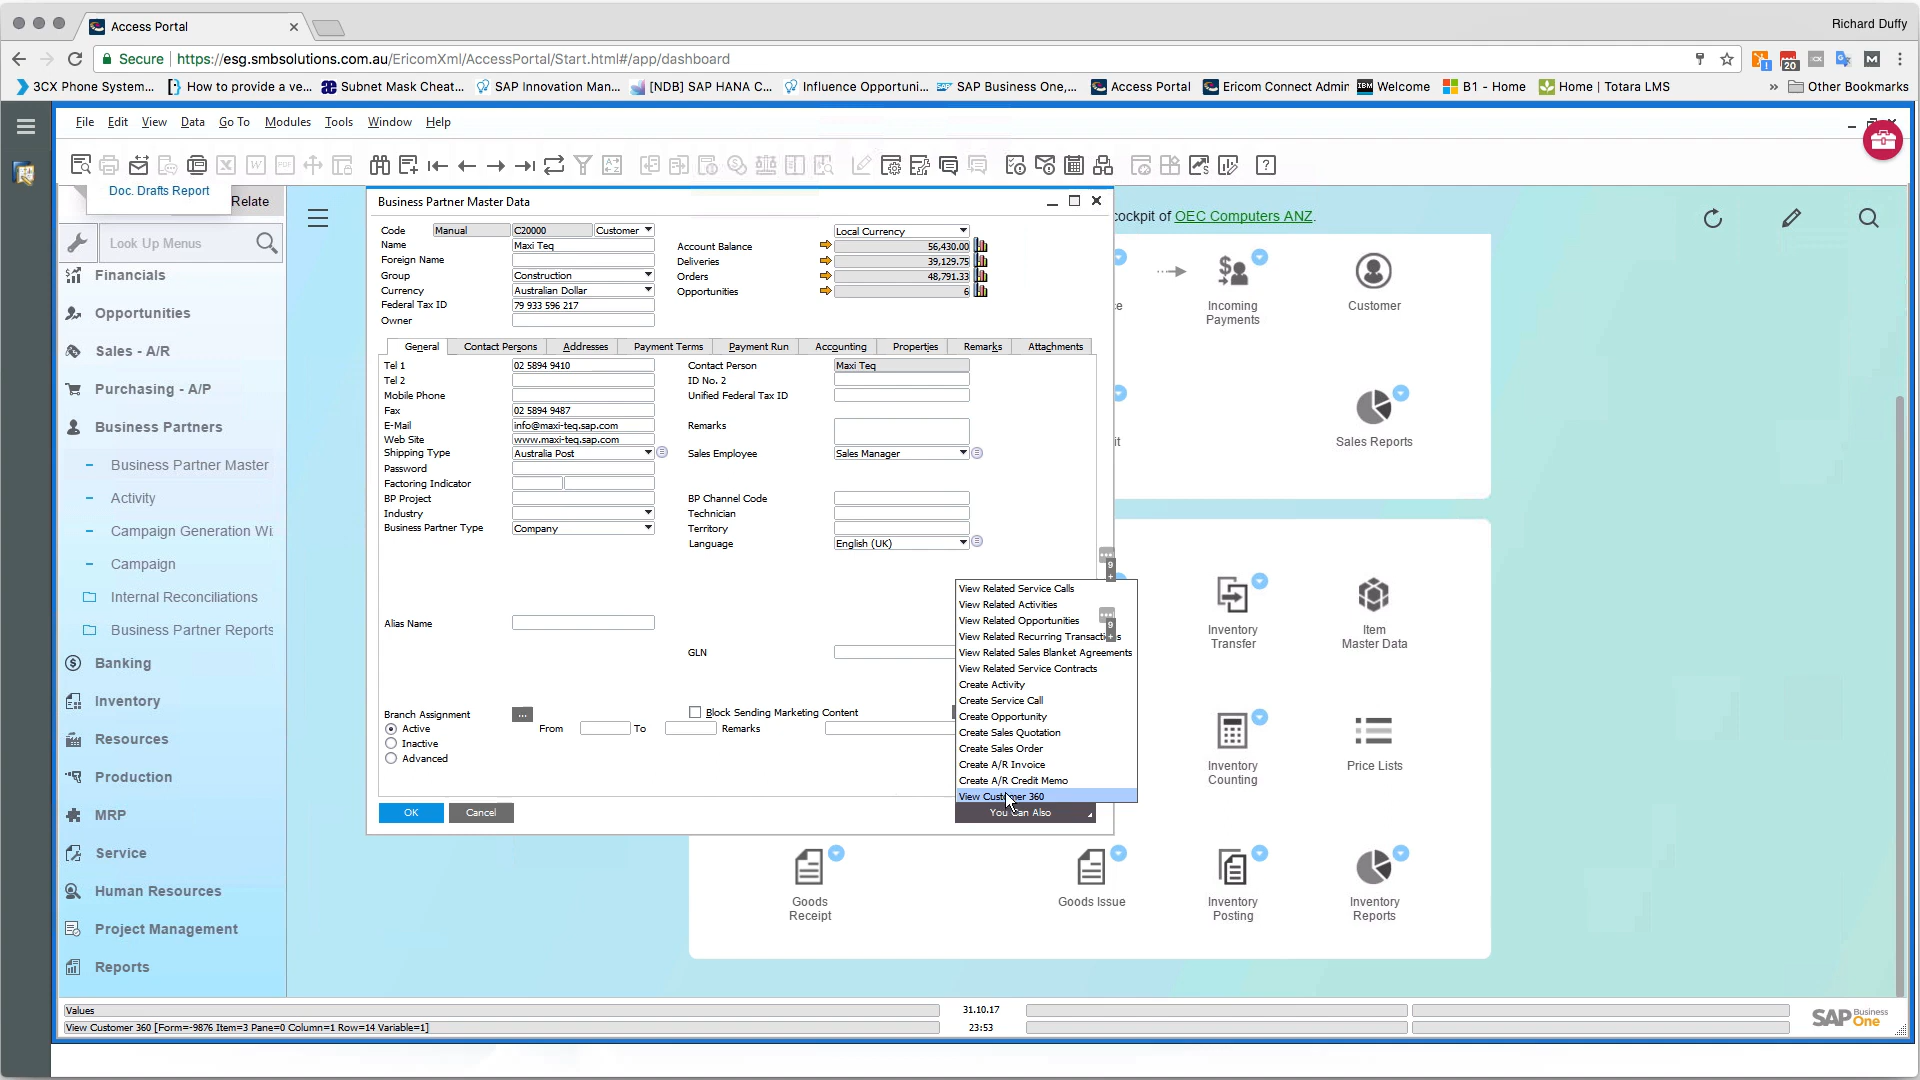 Access Portal
Richard Duffy
Secure https://esg.smbsolutions.com.au/EricomXml/AccessPortal/Start.html#/app/dashboard
20
3CX Phone System... How to provide a ve... Subnet Mask Cheat... SAP Innovation Man... [NDB] SAP HANA C... Influence Opportuni... SAP Business One,... Access Portal Ericom Connect Admin Welcome B1 - Home Home | Totara LMS » Other Bookmarks
File Edit View Data Go To Modules Tools Window Help
Doc. Drafts Report
Relate
Look Up Menus
Financials
Opportunities
Sales - A/R
Purchasing - A/P
Business Partners
Business Partner Master
Activity
Campaign Generation Wi
Campaign
Internal Reconciliations
Business Partner Reports
Banking
Inventory
Resources
Production
MRP
Service
Human Resources
Project Management
Reports
Business Partner Master Data
Code Manual C20000 Customer
Name Maxi Teq
Foreign Name
Group Construction
Currency Australian Dollar
Federal Tax ID 79 933 596 217
Owner
Local Currency
Account Balance 56,430.00
Deliveries 39,129.75
Orders 48,791.33
Opportunities 6
General Contact Persons Addresses Payment Terms Payment Run Accounting Properties Remarks Attachments
Tel 1 02 5894 9410
Tel 2
Mobile Phone
Fax 02 5894 9487
E-Mail info@maxi-teq.sap.com
Web Site www.maxi-teq.sap.com
Shipping Type Australia Post
Password
Factoring Indicator
BP Project
Industry
Business Partner Type Company
Contact Person Maxi Teq
ID No. 2
Unified Federal Tax ID
Remarks
Sales Employee Sales Manager
BP Channel Code
Technician
Territory
Language English (UK)
Alias Name
GLN
Branch Assignment ...
Block Sending Marketing Content
Active From To Remarks
Inactive
Advanced
OK Cancel
View Related Service Calls
View Related Activities
View Related Opportunities
View Related Recurring Transactions
View Related Sales Blanket Agreements
View Related Service Contracts
Create Activity
Create Service Call
Create Opportunity
Create Sales Quotation
Create Sales Order
Create A/R Invoice
Create A/R Credit Memo
View Customer 360
You Can Also
9
+
9
+
cockpit of OEC Computers ANZ.
Incoming Payments
Customer
Sales Reports
Inventory Transfer
Item Master Data
Inventory Counting
Price Lists
Goods Receipt
Goods Issue
Inventory Posting
Inventory Reports
Values
31.10.17
View Customer 360 [Form=-9876 Item=3 Pane=0 Column=1 Row=14 Variable=1]
23:53
SAP Business One